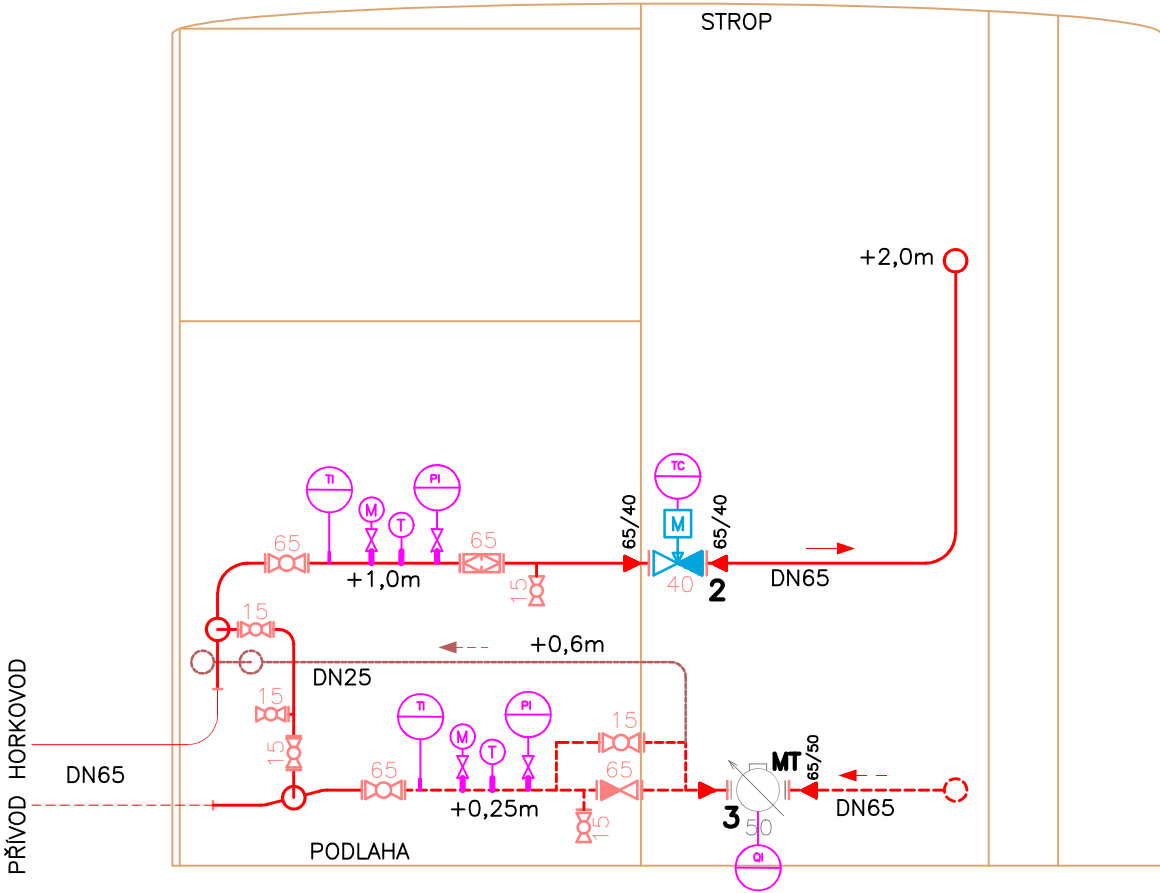 STROP
+2,0m
TC
TI
PI
M
T
65/40
65/40
M
65
65
+1,0m
15
40
2
DN65
15
+0,6m
DN25
15
TI
PI
M
T
15
15
65
65
MT
65/50
PŘÍVOD HORKOVOD
DN65
+0,25m
15
3
50
DN65
PODLAHA
QI